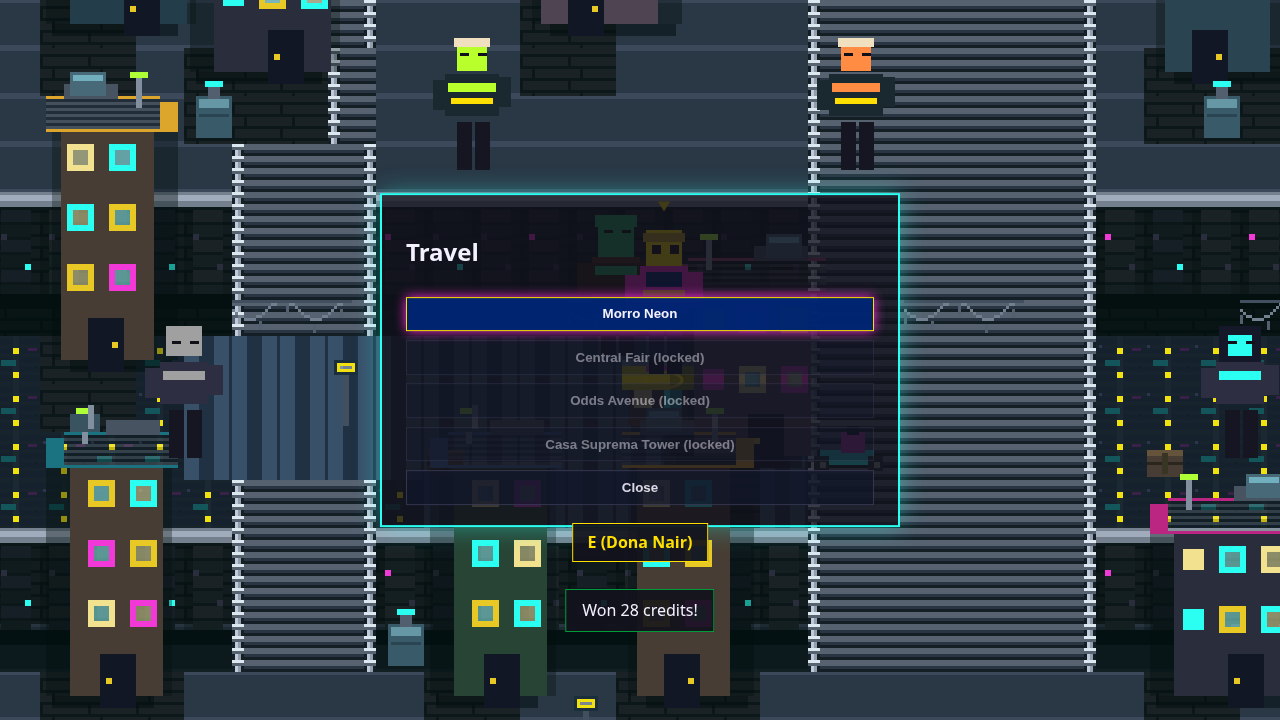 Travel
Morro Neon
Central Fair (locked)
Odds Avenue (locked)
Casa Suprema Tower (locked)
Close
E (Dona Nair)
Won 28 credits!